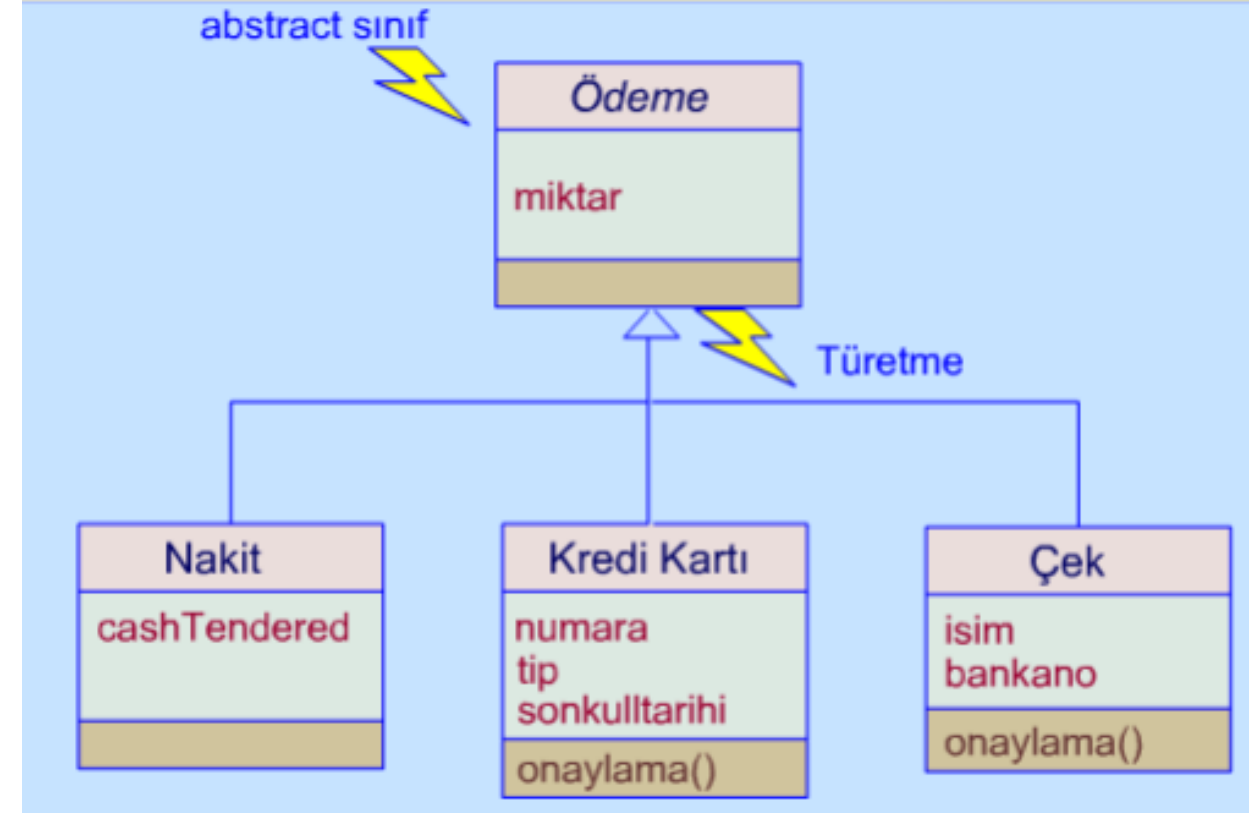 abstract sınıf
Ödeme
miktar
Türetme
Nakit
cashTendered
Kredi Kartı
numara
tip
sonkulltarihi
onaylama()
Çek
isim
bankano
onaylama()